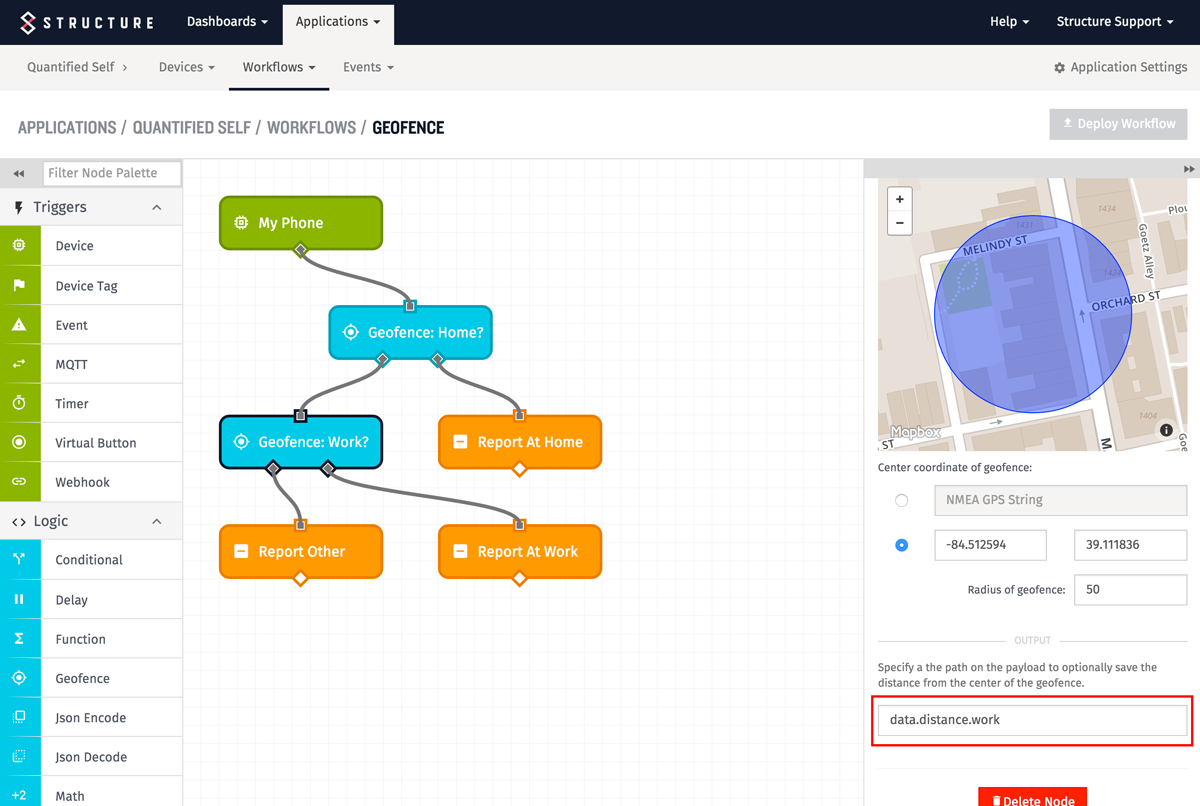 STRUCTURE Dashboards Applications Help Structure Support
Quantified Self Devices Workflows Events Application Settings
APPLICATIONS / QUANTIFIED SELF / WORKFLOWS / GEOFENCE Deploy Workflow
Filter Node Palette
Triggers
Device
Device Tag
Event
MQTT
Timer
Virtual Button
Webhook
Logic
Conditional
Delay
Function
Geofence
Json Encode
Json Decode
+2 Math
My Phone
Geofence: Home?
Geofence: Work?
Report At Home
Report Other
Report At Work
+
−
1434
1431
MELINDY ST
Goetz Alley
1424
ORCHARD ST
1404
Mapbox
ST
M
Center coordinate of geofence:
NMEA GPS String
-84.512594 39.111836
Radius of geofence: 50
OUTPUT
Specify a the path on the payload to optionally save the
distance from the center of the geofence.
data.distance.work
Delete Node